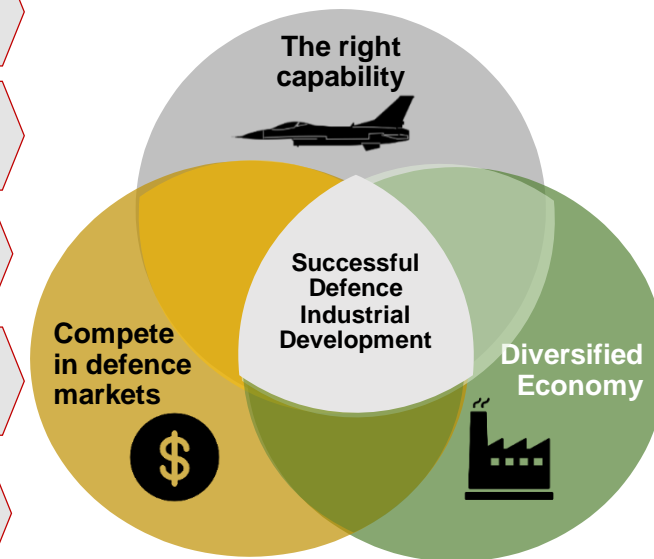 The right
capability
Successful
Defence
Industrial
Development
Compete
in defence
markets
Diversified
Economy
$